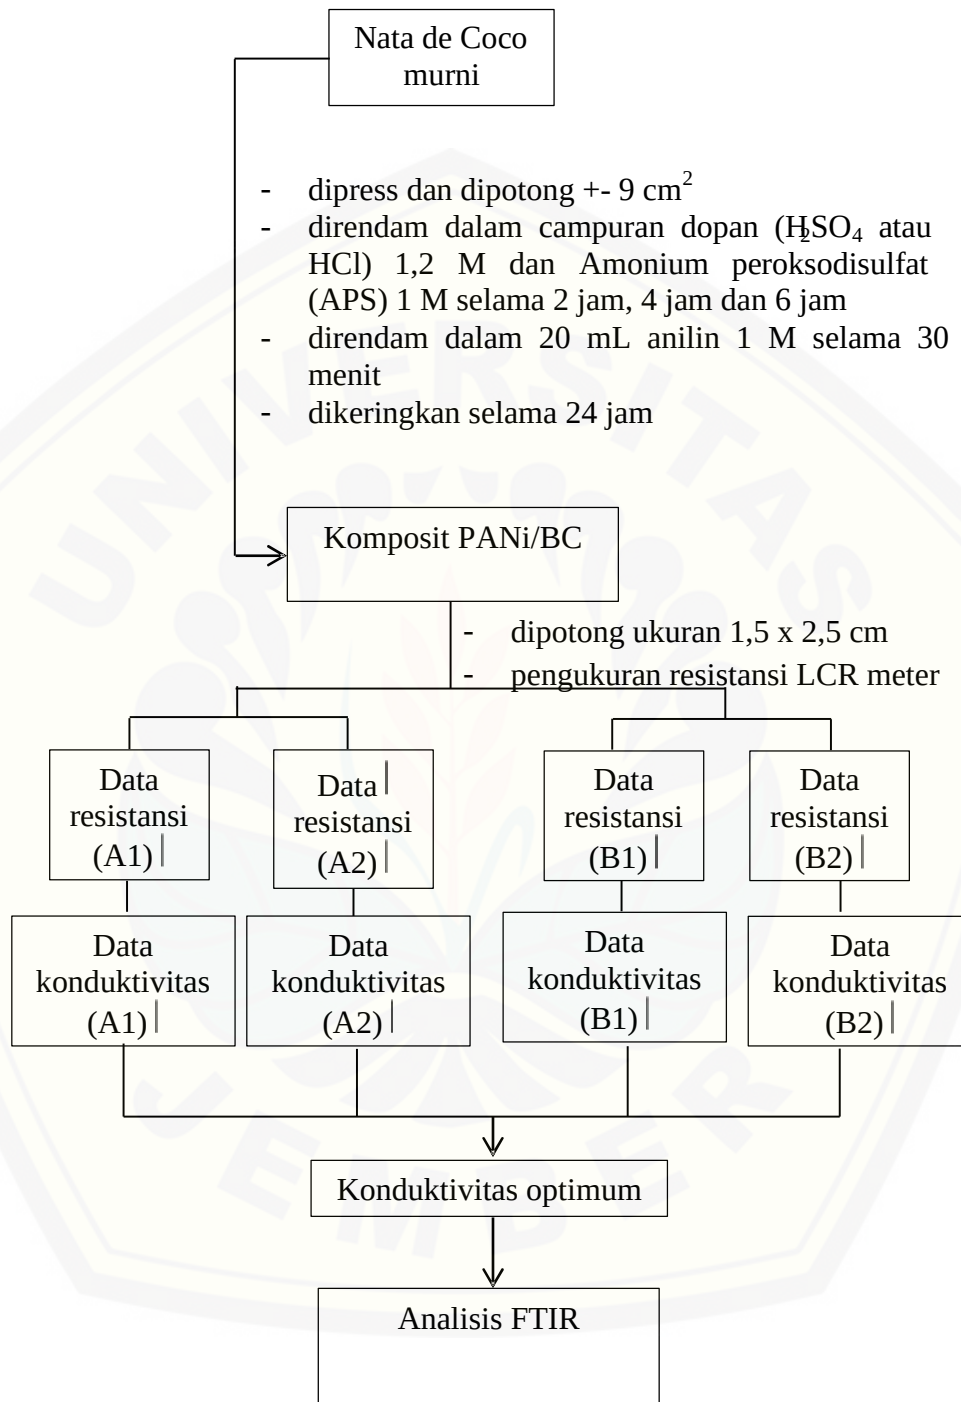 Nata de Coco
murni
- dipress dan dipotong +- 9 cm²
- direndam dalam campuran dopan (H₂SO₄ atau
HCl) 1,2 M dan Amonium peroksodisulfat
(APS) 1 M selama 2 jam, 4 jam dan 6 jam
- direndam dalam 20 mL anilin 1 M selama 30
menit
- dikeringkan selama 24 jam
Komposit PANi/BC
- dipotong ukuran 1,5 x 2,5 cm
- pengukuran resistansi LCR meter
Data
resistansi
(A1)
Data
resistansi
(A2)
Data
resistansi
(B1)
Data
resistansi
(B2)
Data
konduktivitas
(A1)
Data
konduktivitas
(A2)
Data
konduktivitas
(B1)
Data
konduktivitas
(B2)
Konduktivitas optimum
Analisis FTIR
UNIVERSITAS
JEMBER